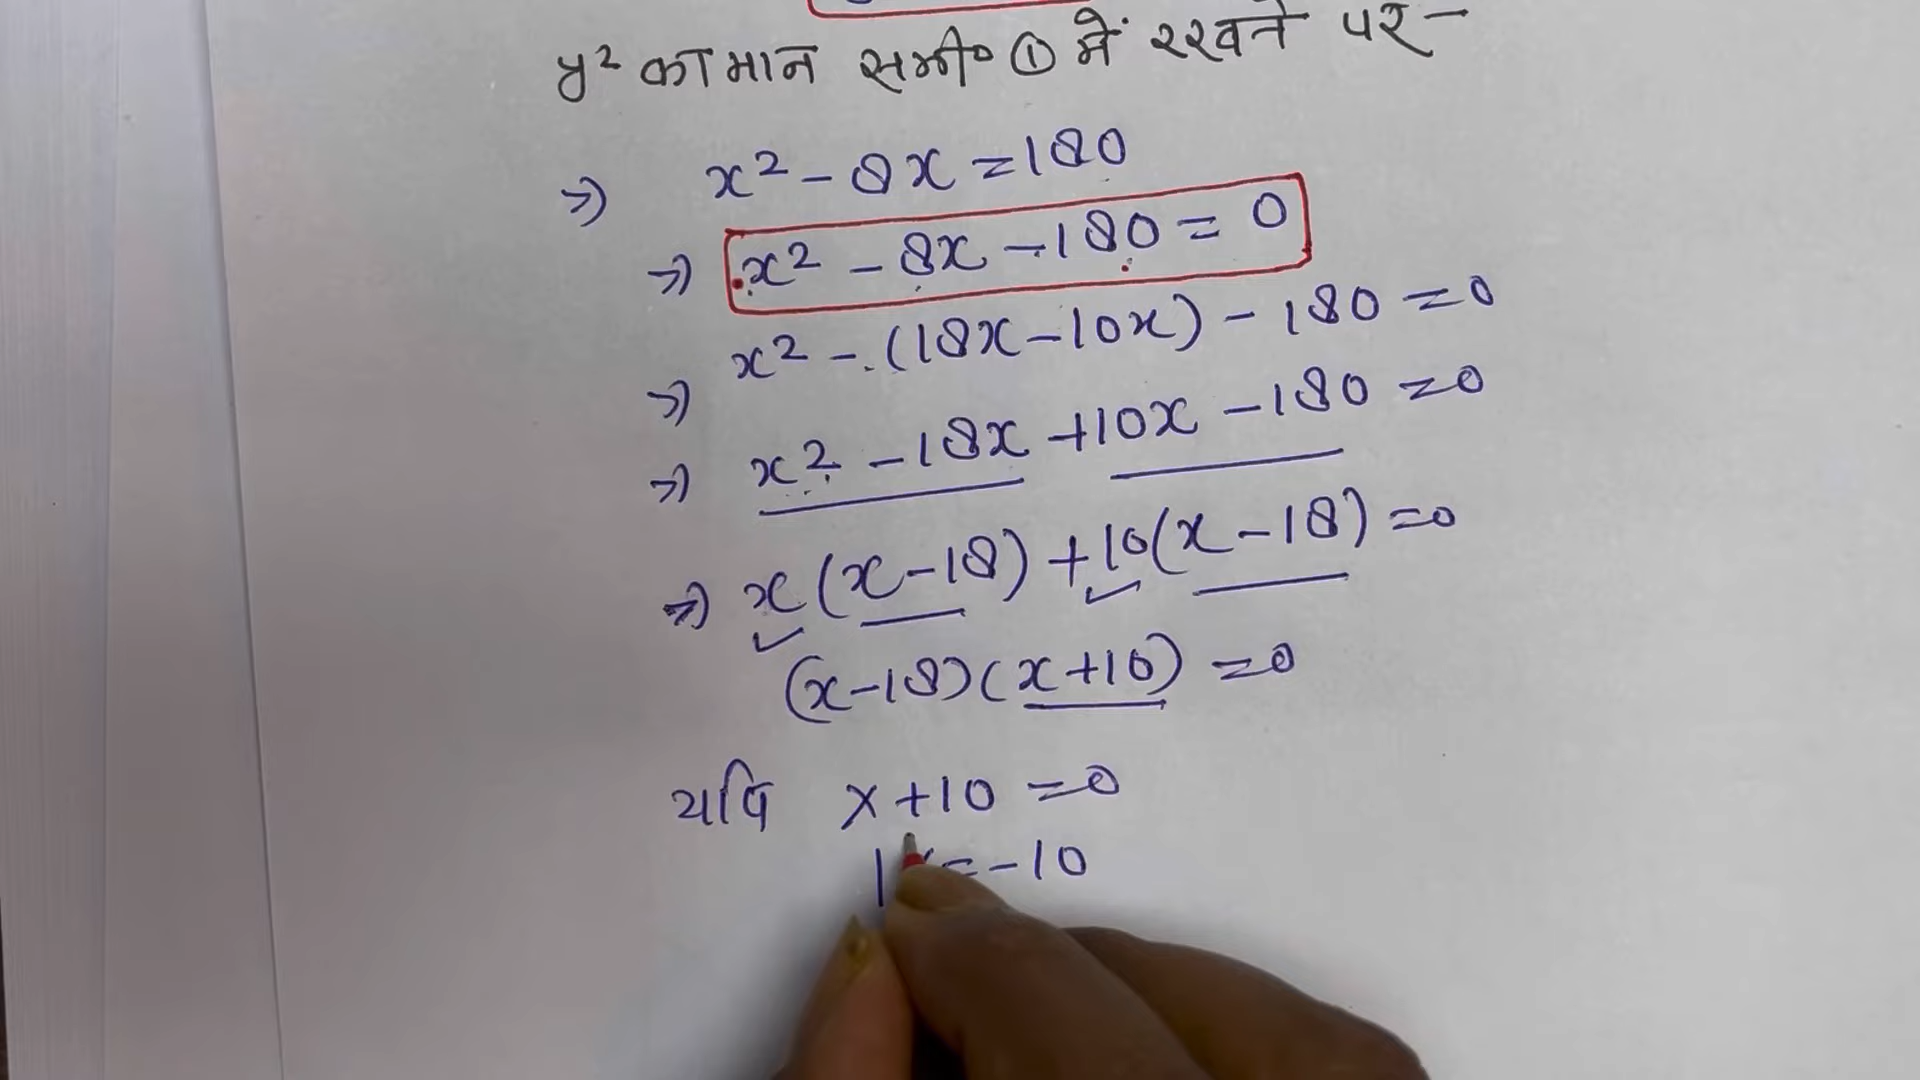 y² का मान समी० ① में रखने पर -
⇒ x² - 8x = 180
⇒ x² - 8x - 180 = 0
⇒ x² - (18x - 10x) - 180 = 0
⇒ x² - 18x + 10x - 180 = 0
⇒ x (x - 18) + 10 (x - 18) = 0
(x - 18) (x + 10) = 0
यदि x + 10 = 0
x = - 10